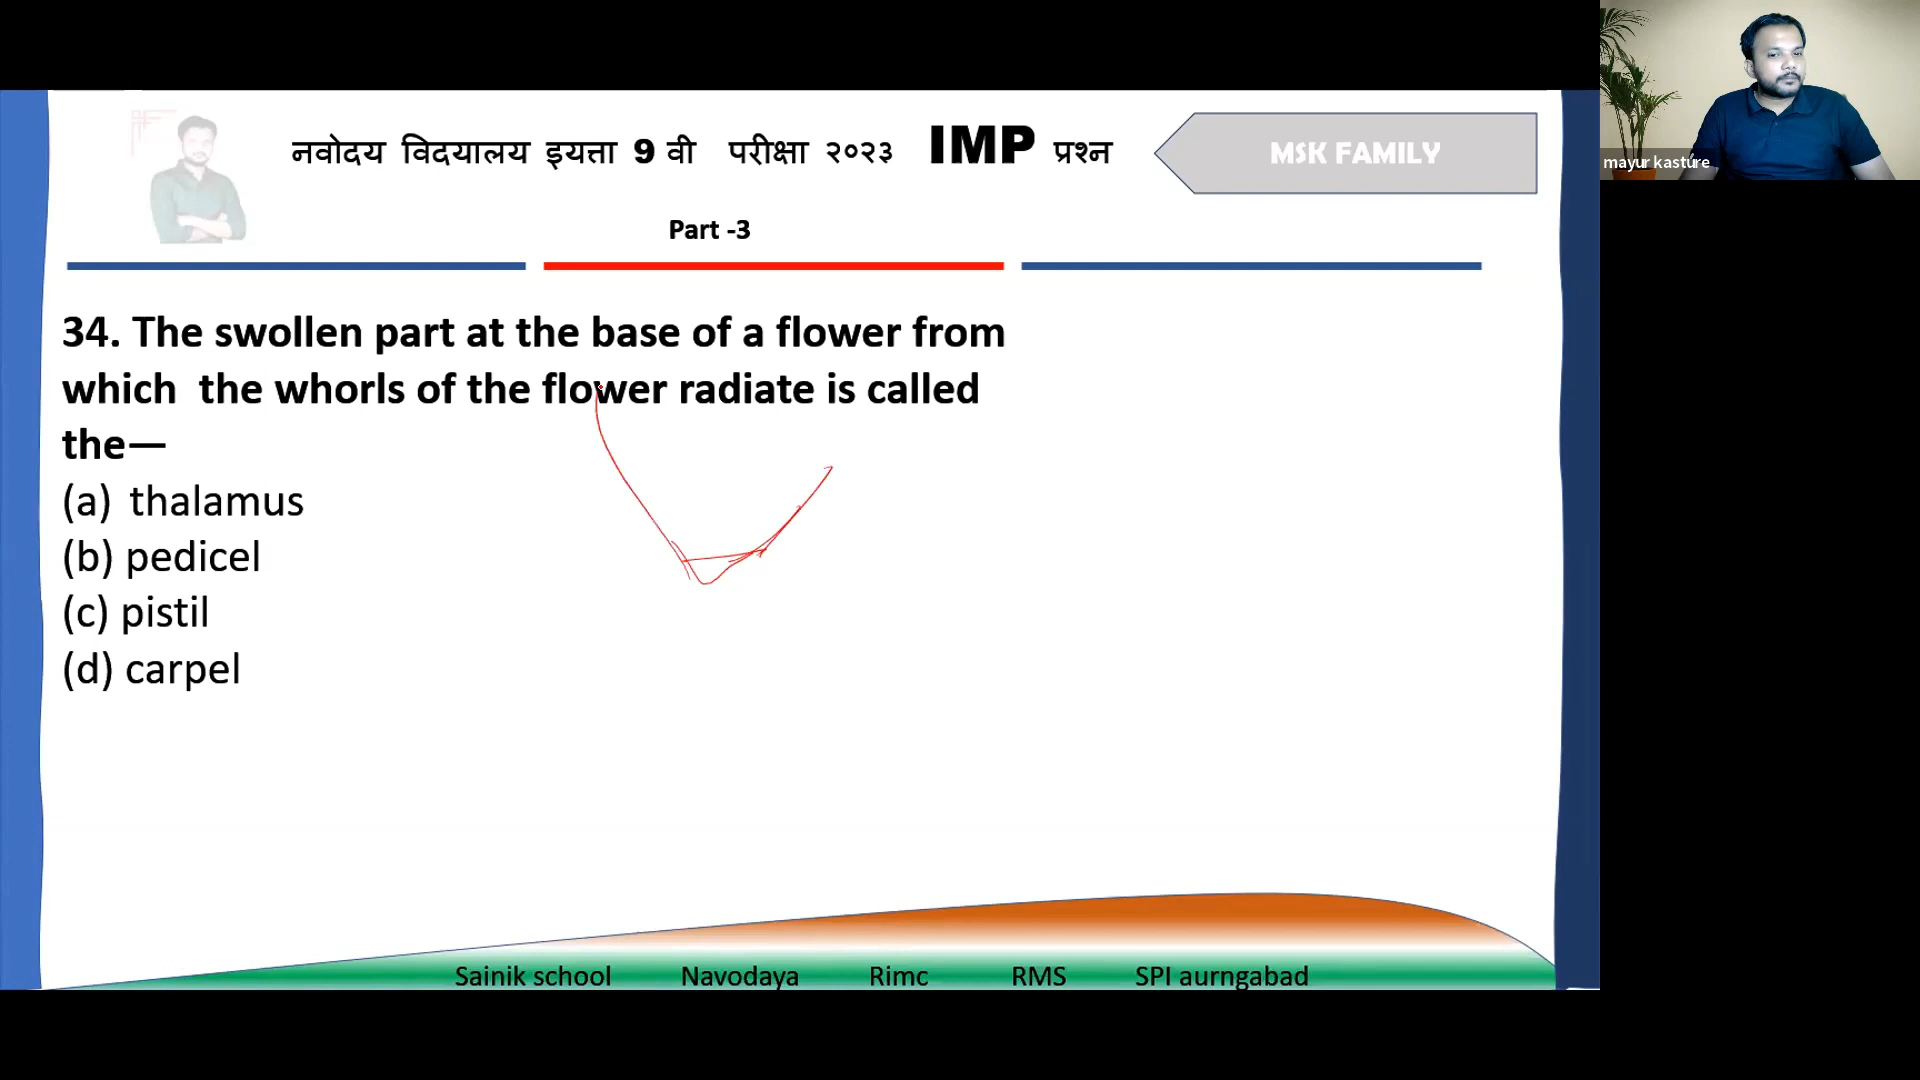 नवोदय विदयालय इयत्ता 9 वी परीक्षा २०२३ IMP प्रश्न
MSK FAMILY
mayur kasture
Part -3
34. The swollen part at the base of a flower from
which the whorls of the flower radiate is called
the—
(a) thalamus
(b) pedicel
(c) pistil
(d) carpel
Sainik school Navodaya Rimc RMS SPI aurngabad